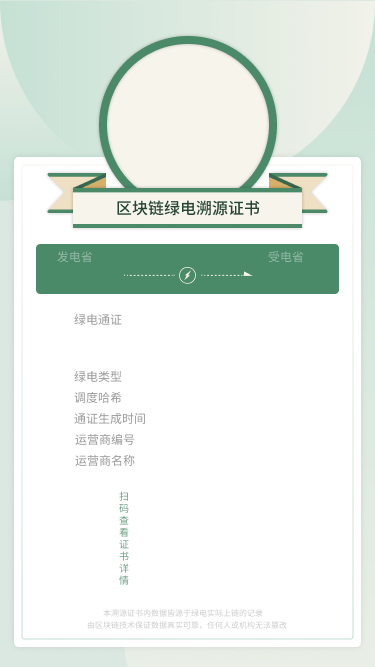 区块链绿电溯源证书
发电省
受电省
绿电通证
绿电类型
调度哈希
通证生成时间
运营商编号
运营商名称
扫码查看证书详情
本溯源证书内数据皆源于绿电实际上链的记录
由区块链技术保证数据真实可靠，任何人或机构无法篡改